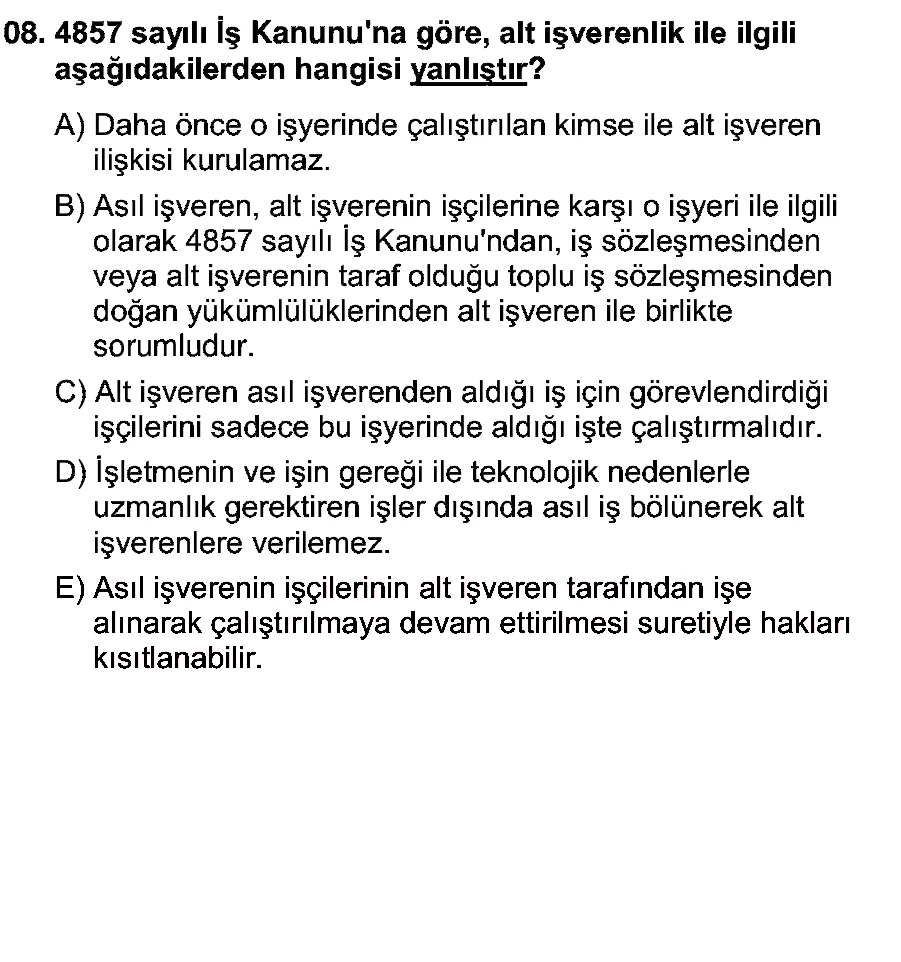 08. 4857 sayılı İş Kanunu'na göre, alt işverenlik ile ilgili
aşağıdakilerden hangisi yanlıştır?
A) Daha önce o işyerinde çalıştırılan kimse ile alt işveren
ilişkisi kurulamaz.
B) Asıl işveren, alt işverenin işçilerine karşı o işyeri ile ilgili
olarak 4857 sayılı İş Kanunu'ndan, iş sözleşmesinden
veya alt işverenin taraf olduğu toplu iş sözleşmesinden
doğan yükümlülüklerinden alt işveren ile birlikte
sorumludur.
C) Alt işveren asıl işverenden aldığı iş için görevlendirdiği
işçilerini sadece bu işyerinde aldığı işte çalıştırmalıdır.
D) İşletmenin ve işin gereği ile teknolojik nedenlerle
uzmanlık gerektiren işler dışında asıl iş bölünerek alt
işverenlere verilemez.
E) Asıl işverenin işçilerinin alt işveren tarafından işe
alınarak çalıştırılmaya devam ettirilmesi suretiyle hakları
kısıtlanabilir.